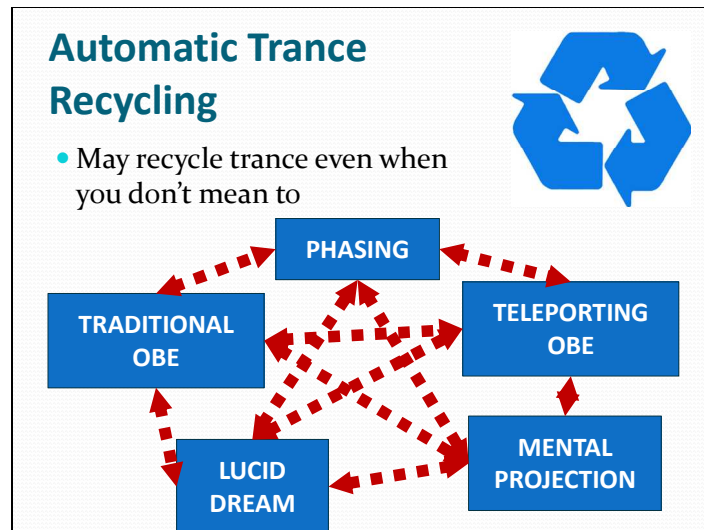 Automatic Trance
Recycling
• May recycle trance even when
you don’t mean to
PHASING
TRADITIONAL
OBE
TELEPORTING
OBE
LUCID
DREAM
MENTAL
PROJECTION